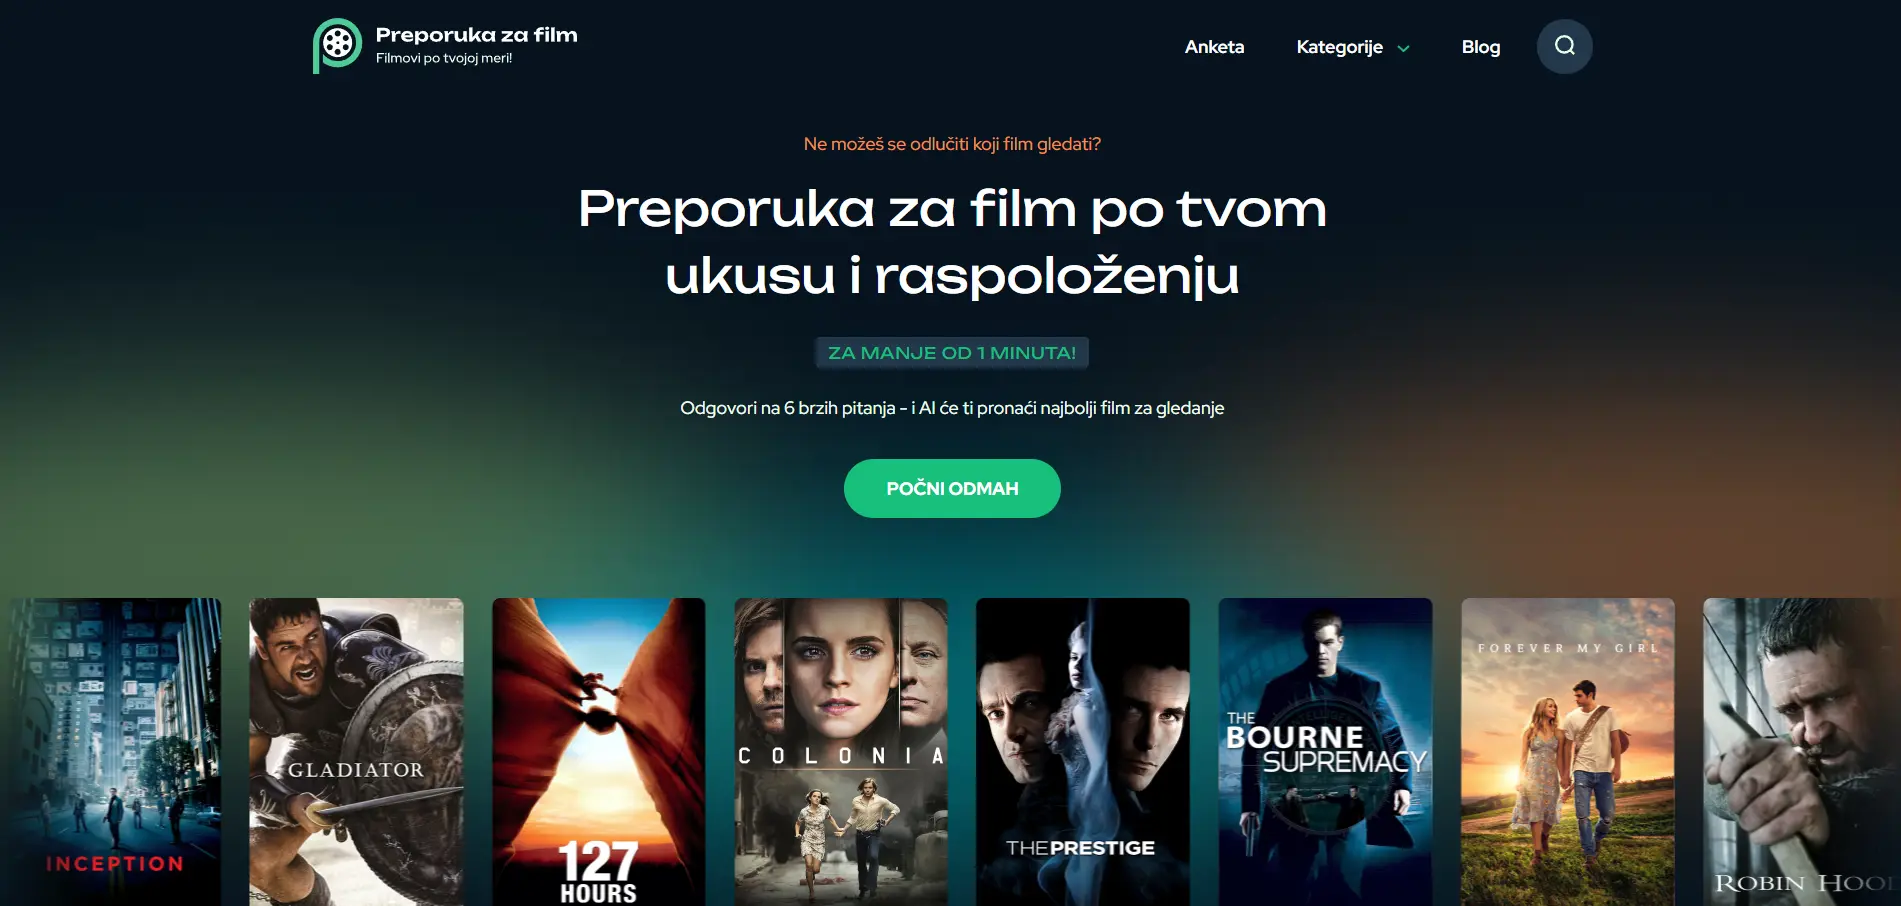 Preporuka za film
Filmovi po tvojoj meri!
Anketa
Kategorije
Blog
Ne možeš se odlučiti koji film gledati?
Preporuka za film po tvom
ukusu i raspoloženju
ZA MANJE OD 1 MINUTA!
Odgovori na 6 brzih pitanja - i AI će ti pronaći najbolji film za gledanje
POČNI ODMAH
INCEPTION
GLADIATOR
127
HOURS
COLONIA
THE PRESTIGE
THE
BOURNE
SUPREMACY
FOREVER MY GIRL
ROBIN HOO